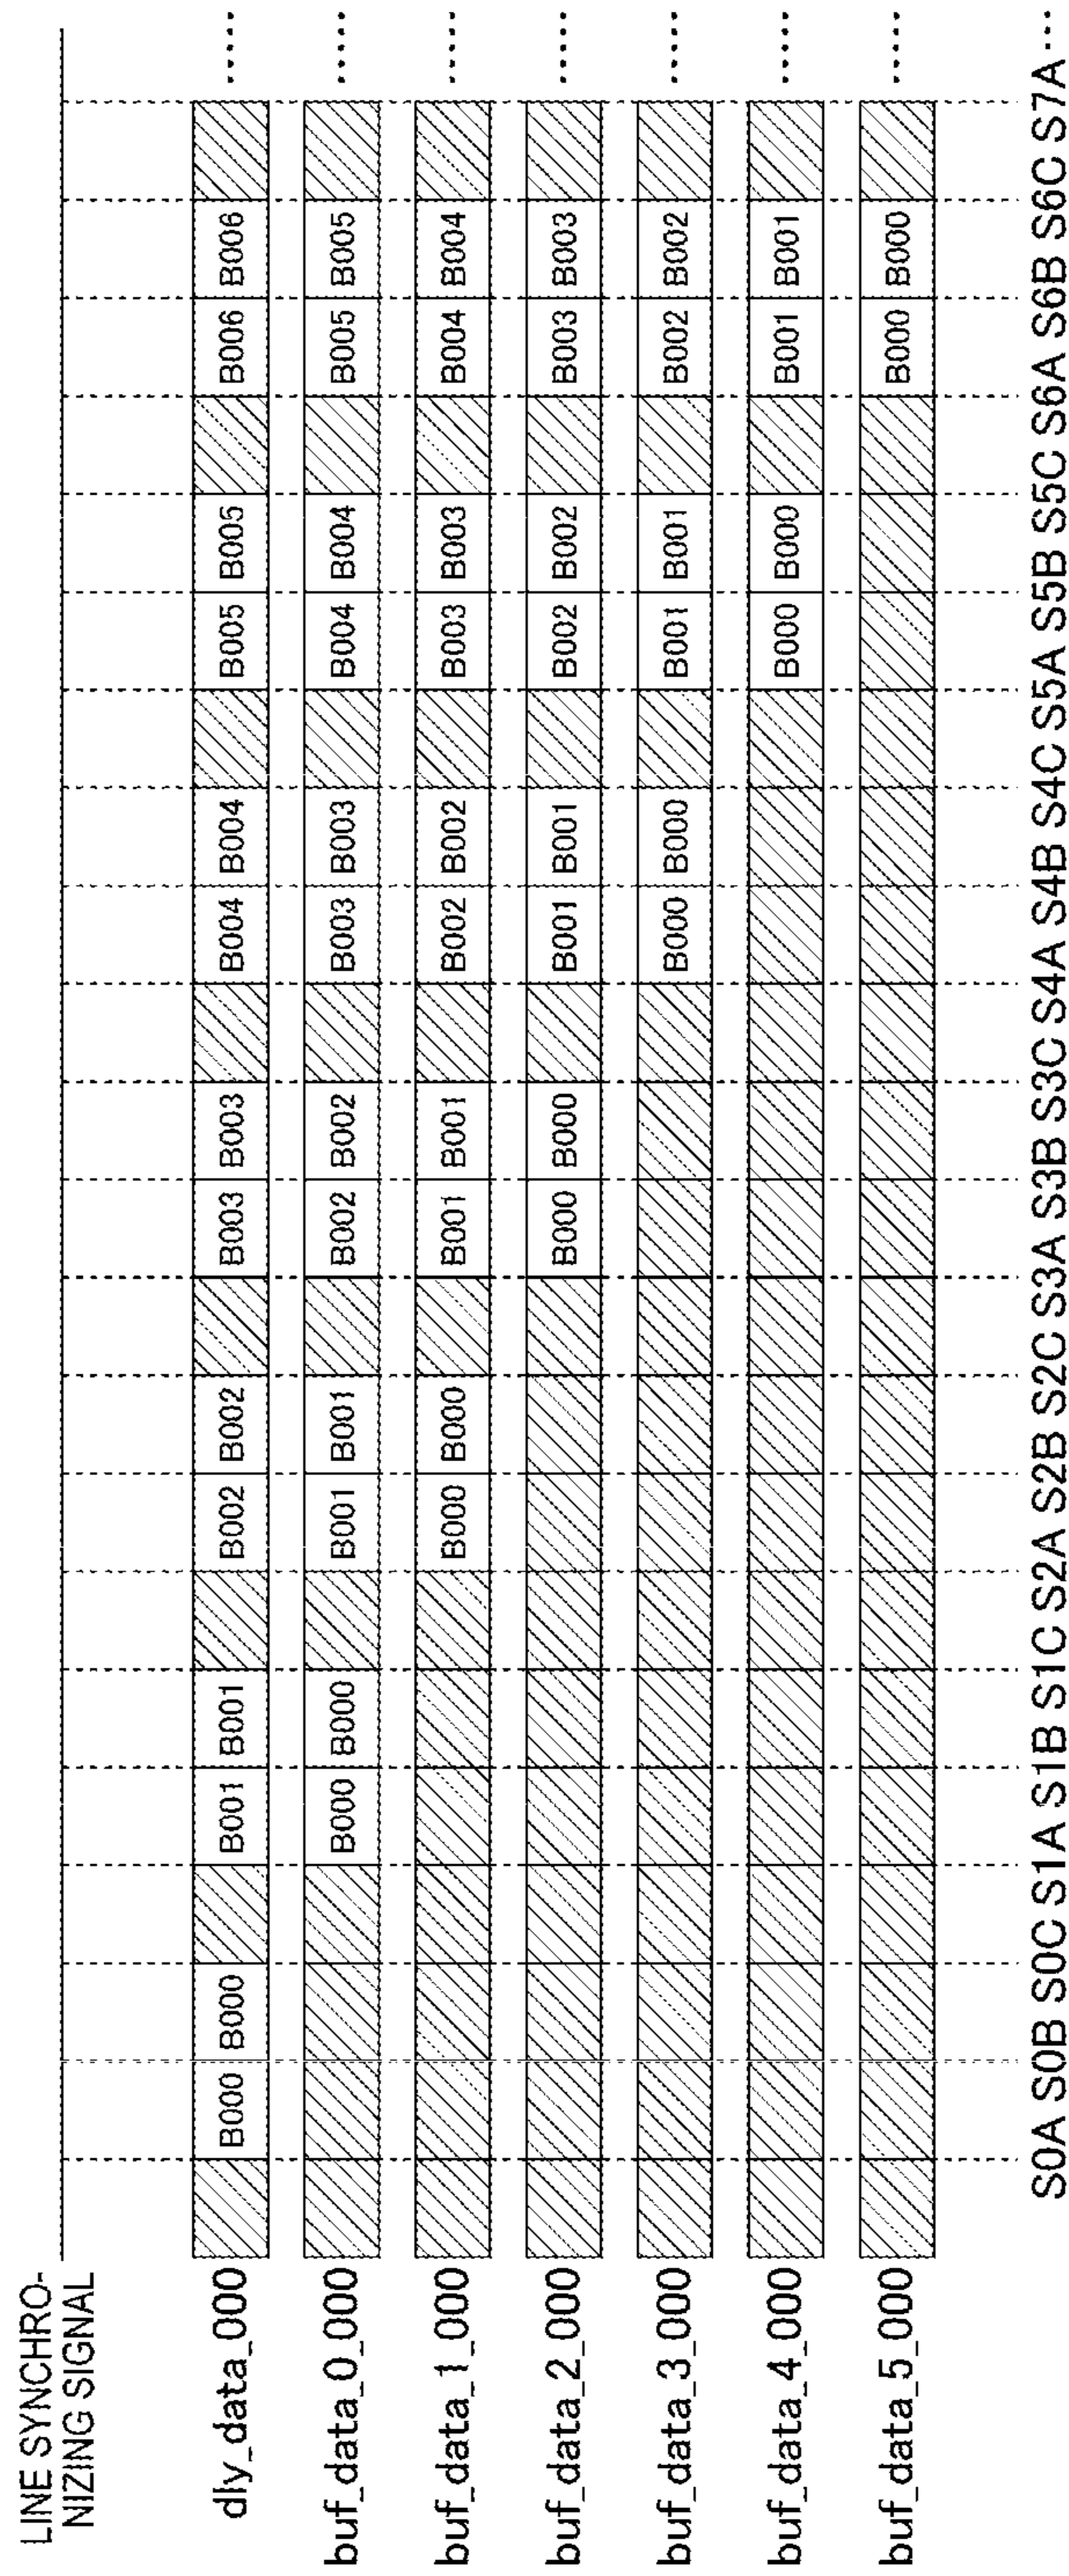 LINE SYNCHRO-
NIZING SIGNAL
dly_data_000 B000 B000 B001 B001 B002 B002 B003 B003 B004 B004 B005 B005 B006 B006 .....
buf_data_0_000 B000 B000 B001 B001 B002 B002 B003 B003 B004 B004 B005 B005 .....
buf_data_1_000 B000 B000 B001 B001 B002 B002 B003 B003 B004 B004 .....
buf_data_2_000 B000 B000 B001 B001 B002 B002 B003 B003 .....
buf_data_3_000 B000 B000 B001 B001 B002 B002 .....
buf_data_4_000 B000 B000 B001 B001 .....
buf_data_5_000 B000 B000 .....
S0A S0B S0C S1A S1B S1C S2A S2B S2C S3A S3B S3C S4A S4B S4C S5A S5B S5C S6A S6B S6C S7A ...